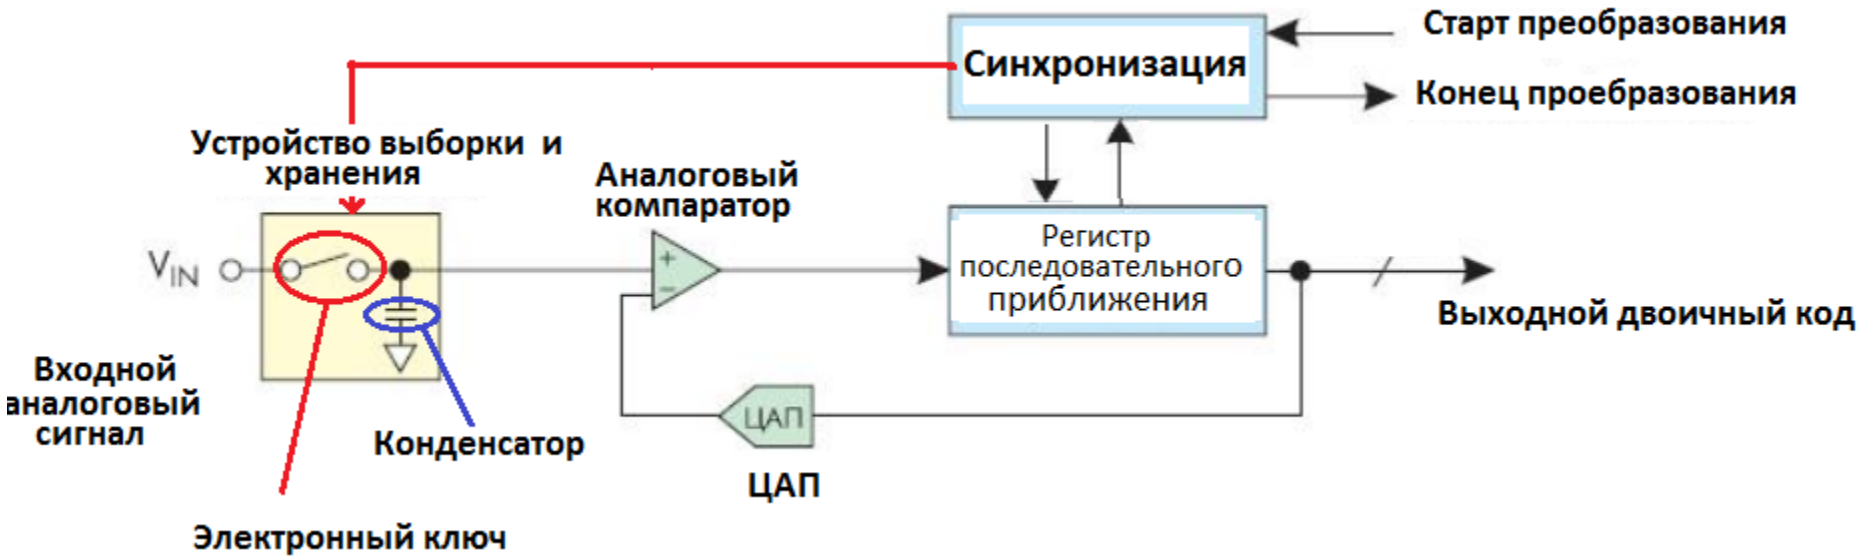 Старт преобразования
Синхронизация
Конец проебразования
Устройство выборки и
хранения
Аналоговый
компаратор
VIN
+
−
Регистр
последовательного
приближения
Выходной двоичный код
Входной
аналоговый
сигнал
Конденсатор
ЦАП
ЦАП
Электронный ключ